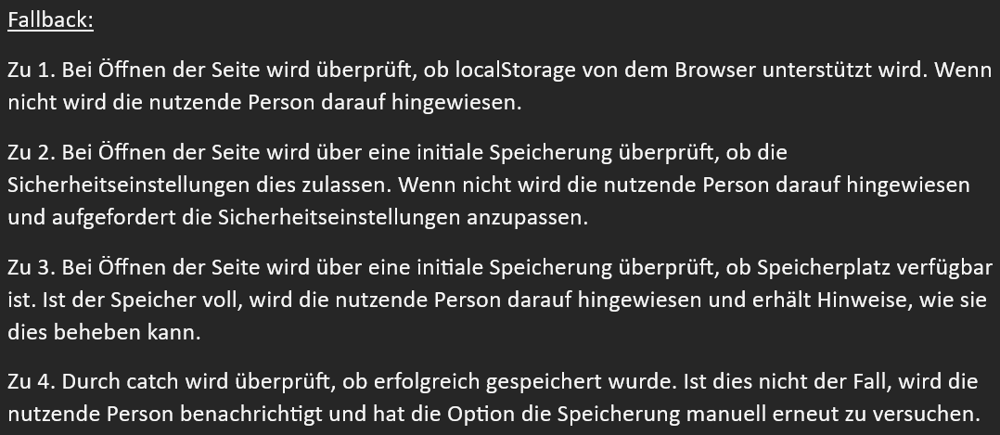 Fallback:
Zu 1. Bei Öffnen der Seite wird überprüft, ob localStorage von dem Browser unterstützt wird. Wenn
nicht wird die nutzende Person darauf hingewiesen.
Zu 2. Bei Öffnen der Seite wird über eine initiale Speicherung überprüft, ob die
Sicherheitseinstellungen dies zulassen. Wenn nicht wird die nutzende Person darauf hingewiesen
und aufgefordert die Sicherheitseinstellungen anzupassen.
Zu 3. Bei Öffnen der Seite wird über eine initiale Speicherung überprüft, ob Speicherplatz verfügbar
ist. Ist der Speicher voll, wird die nutzende Person darauf hingewiesen und erhält Hinweise, wie sie
dies beheben kann.
Zu 4. Durch catch wird überprüft, ob erfolgreich gespeichert wurde. Ist dies nicht der Fall, wird die
nutzende Person benachrichtigt und hat die Option die Speicherung manuell erneut zu versuchen.